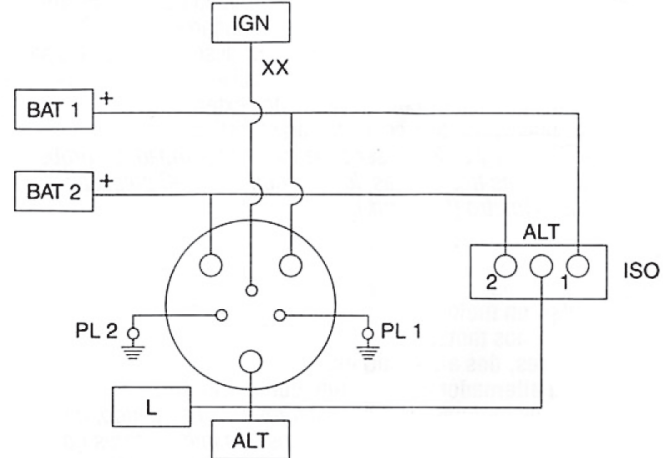 IGN
XX
BAT 1 +
BAT 2 +
ALT
2 1 ISO
PL 2 PL 1
L
ALT